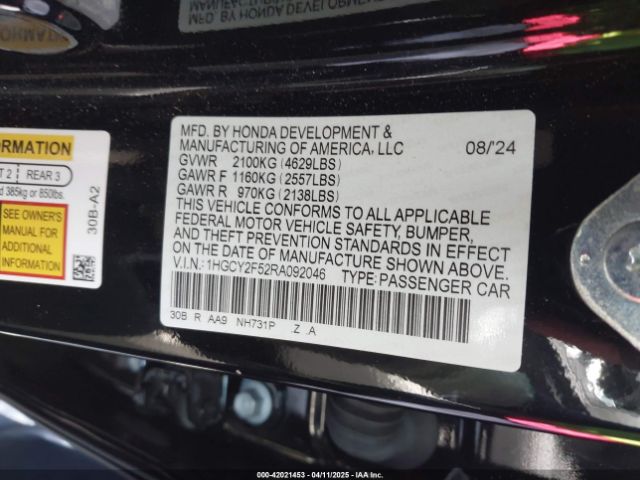 MFD. BY HONDA DEVELOPMENT &
MANUFACTURING OF AMERICA, LLC 08/'24
GVWR 2100KG (4629LBS)
GAWR F 1160KG (2557LBS)
GAWR R 970KG (2138LBS)
THIS VEHICLE CONFORMS TO ALL APPLICABLE
FEDERAL MOTOR VEHICLE SAFETY, BUMPER,
AND THEFT PREVENTION STANDARDS IN EFFECT
ON THE DATE OF MANUFACTURE SHOWN ABOVE.
V.I.N.: 1HGCY2F52RA092046 TYPE: PASSENGER CAR
30B R AA9 NH731P .Z .A
ORMATION
T 2 REAR 3
d 385kg or 850lbs.
SEE OWNER'S
MANUAL FOR
ADDITIONAL
INFORMATION
30B-A2
000-42021453 - 04/11/2025 - IAAI.COM